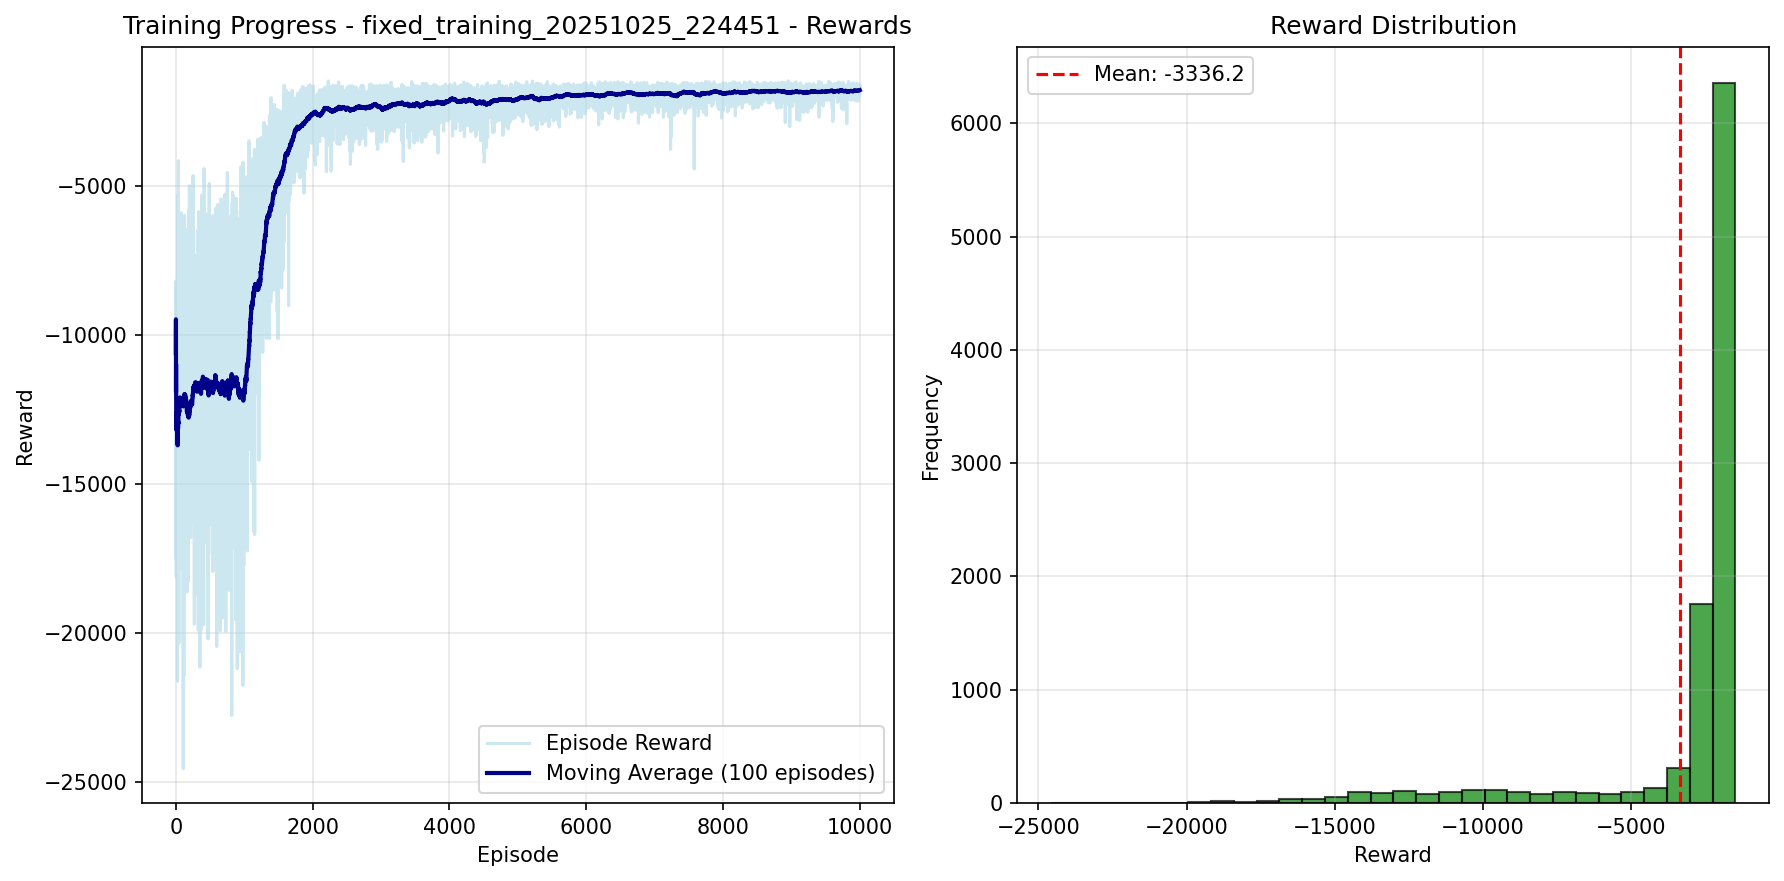 Training Progress - fixed_training_20251025_224451 - Rewards
Reward
−5000
−10000
−15000
−20000
−25000
0
2000
4000
6000
8000
10000
Episode
Episode Reward
Moving Average (100 episodes)
Reward Distribution
Mean: -3336.2
Frequency
6000
5000
4000
3000
2000
1000
0
−25000
−20000
−15000
−10000
−5000
Reward